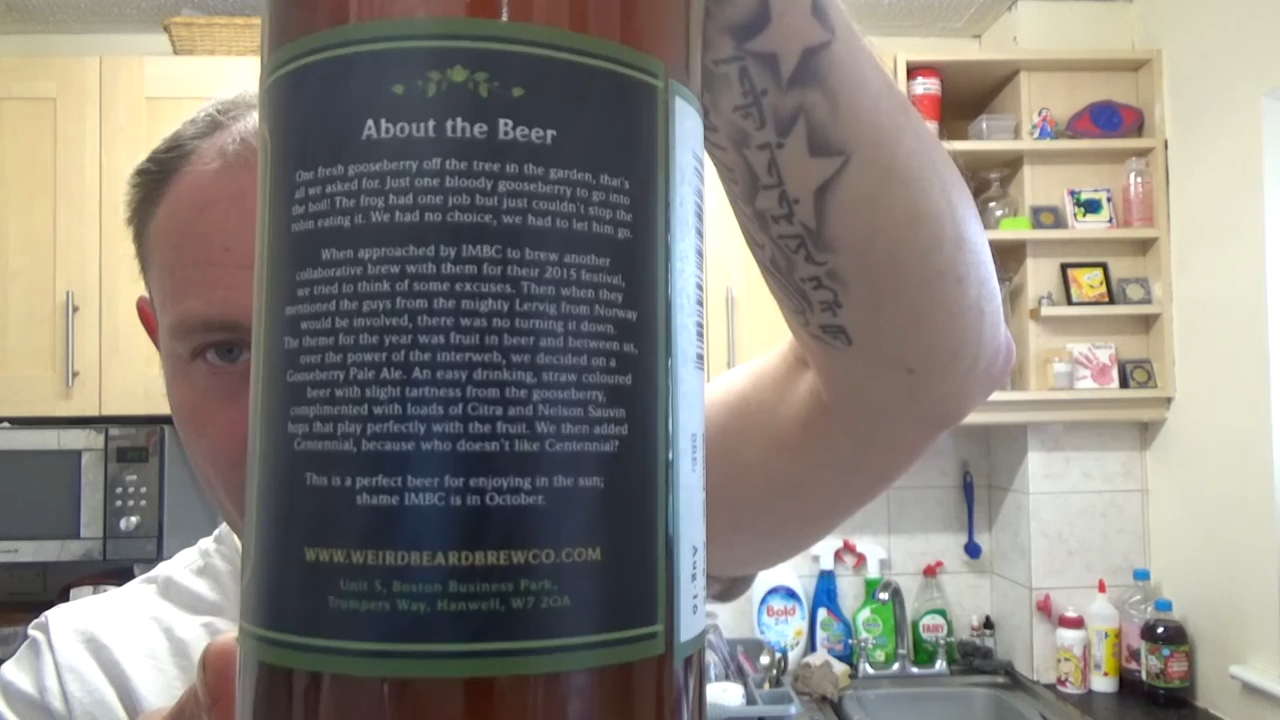 About the Beer
One fresh gooseberry off the tree in the garden, that's
all we asked for. Just one bloody gooseberry to go into
the boil! The frog had one job but just couldn't stop the
robin eating it. We had no choice, we had to let him go.
When approached by IMBC to brew another
collaborative brew with them for their 2015 festival,
we tried to think of some excuses. Then when they
mentioned the guys from the mighty Lervig from Norway
would be involved, there was no turning it down.
The theme for the year was fruit in beer and between us,
over the power of the interweb, we decided on a
Gooseberry Pale Ale. An easy drinking, straw coloured
beer with slight tartness from the gooseberry,
complimented with loads of Citra and Nelson Sauvin
hops that play perfectly with the fruit. We then added
Centennial, because who doesn't like Centennial?
This is a perfect beer for enjoying in the sun;
shame IMBC is in October.
WWW.WEIRDBEARDBREWCO.COM
Unit 5, Boston Business Park,
Trumpers Way, Hanwell, W7 2QA
Aug-16
Bold
2in1
FAIRY